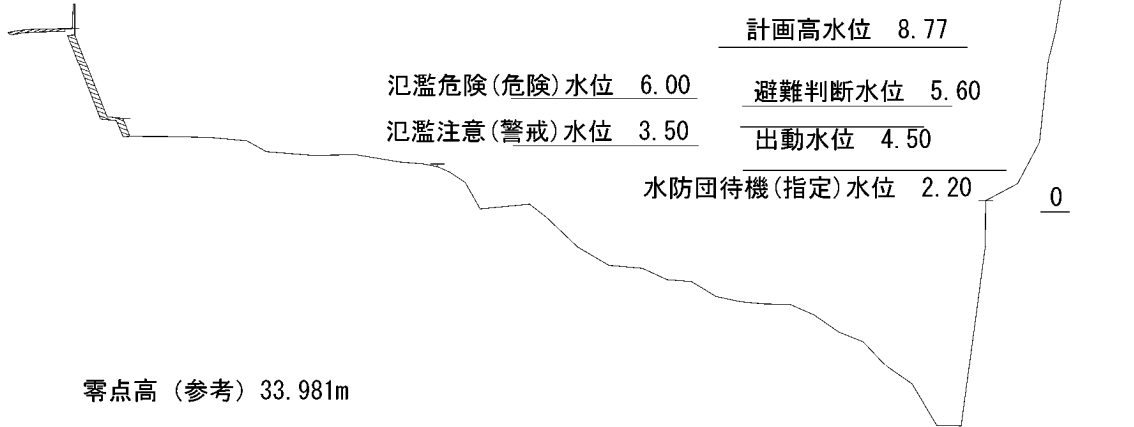 計画高水位 8.77
氾濫危険(危険)水位 6.00
避難判断水位 5.60
氾濫注意(警戒)水位 3.50
出動水位 4.50
水防団待機(指定)水位 2.20
0
零点高 (参考) 33.981m